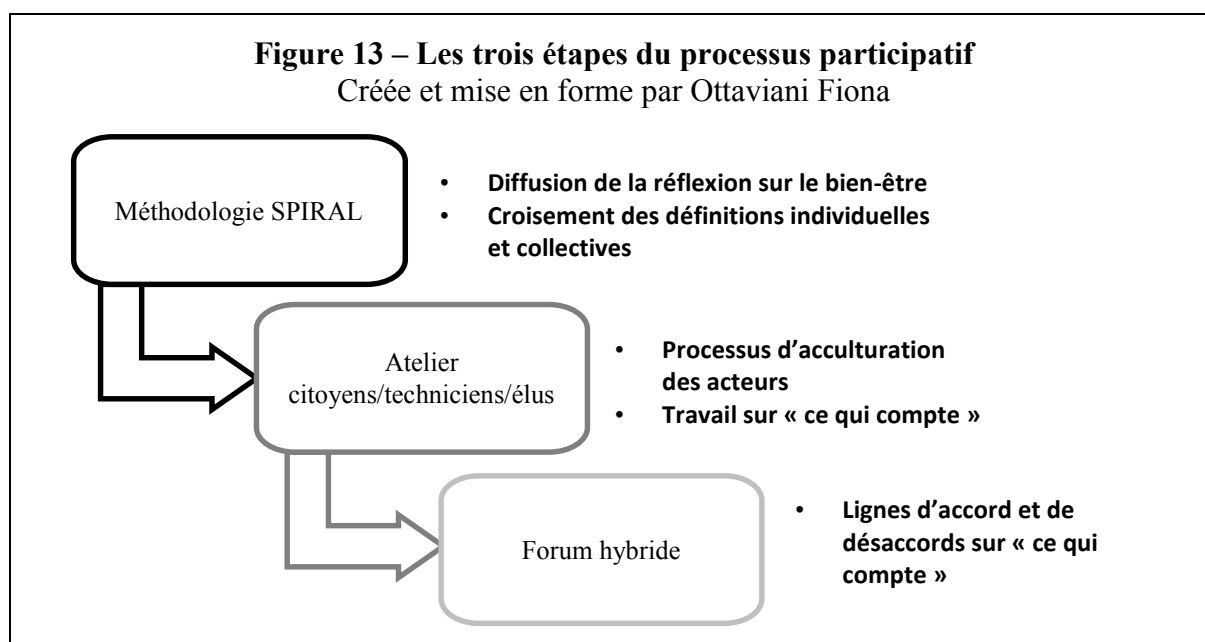 Figure 13 – Les trois étapes du processus participatif
Créée et mise en forme par Ottaviani Fiona
Méthodologie SPIRAL
• Diffusion de la réflexion sur le bien-être
• Croisement des définitions individuelles
et collectives
Atelier
citoyens/techniciens/élus
• Processus d’acculturation
des acteurs
• Travail sur « ce qui compte »
Forum hybride
• Lignes d’accord et de
désaccords sur « ce qui
compte »